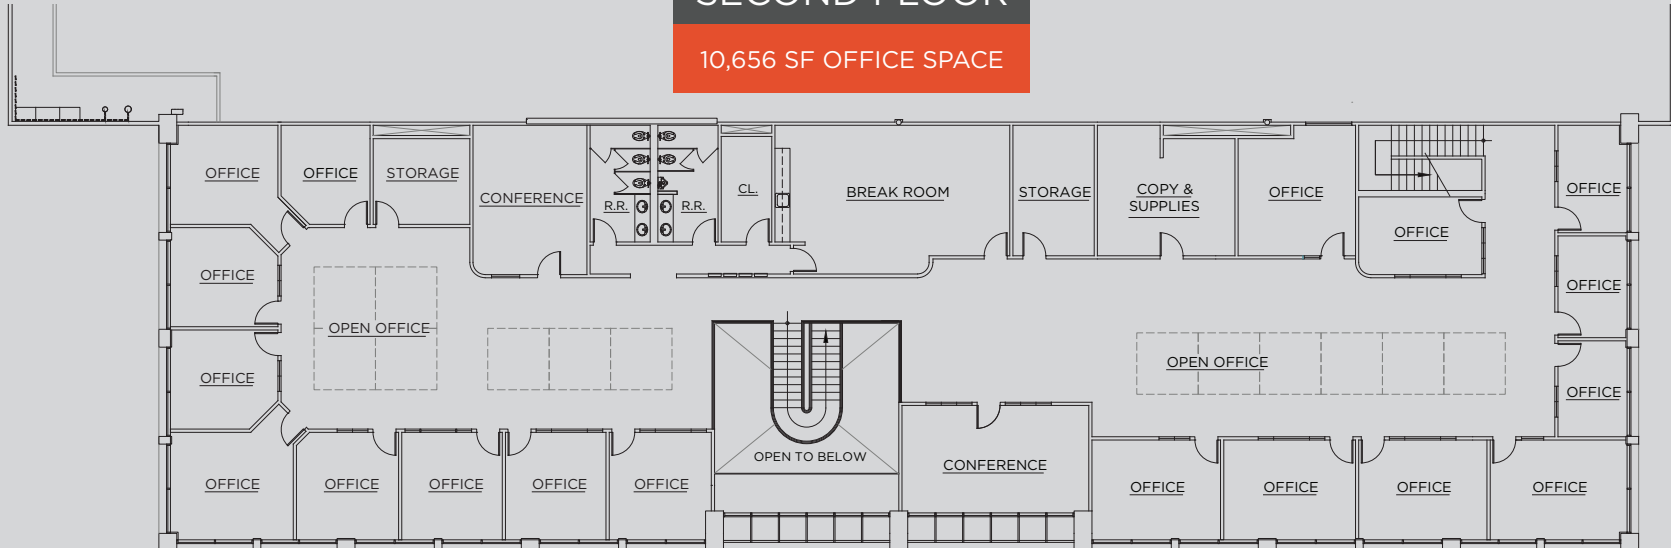 SECOND FLOOR
10,656 SF OFFICE SPACE
OFFICE
OFFICE
STORAGE
CONFERENCE
R.R.
R.R.
CL.
BREAK ROOM
STORAGE
COPY &
SUPPLIES
OFFICE
OFFICE
OFFICE
OFFICE
OPEN OFFICE
OFFICE
OPEN OFFICE
OFFICE
OFFICE
OPEN TO BELOW
CONFERENCE
OFFICE
OFFICE
OFFICE
OFFICE
OFFICE
OFFICE
OFFICE
OFFICE
OFFICE